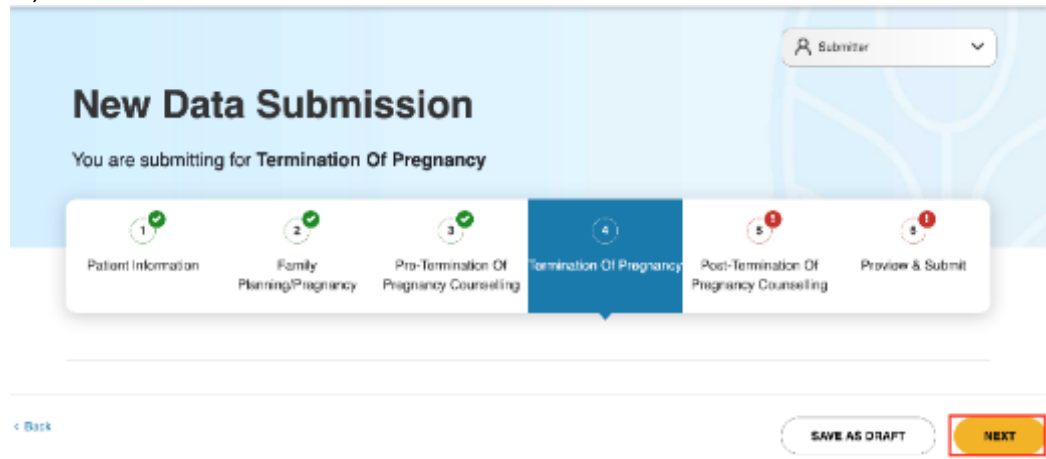 Submitter
New Data Submission
You are submitting for Termination Of Pregnancy
1
2
3
4
5
6
Patient Information
Family
Planning/Pregnancy
Pre-Termination Of
Pregnancy Counselling
Termination Of Pregnancy
Post-Termination Of
Pregnancy Counselling
Preview & Submit
< Back
SAVE AS DRAFT
NEXT